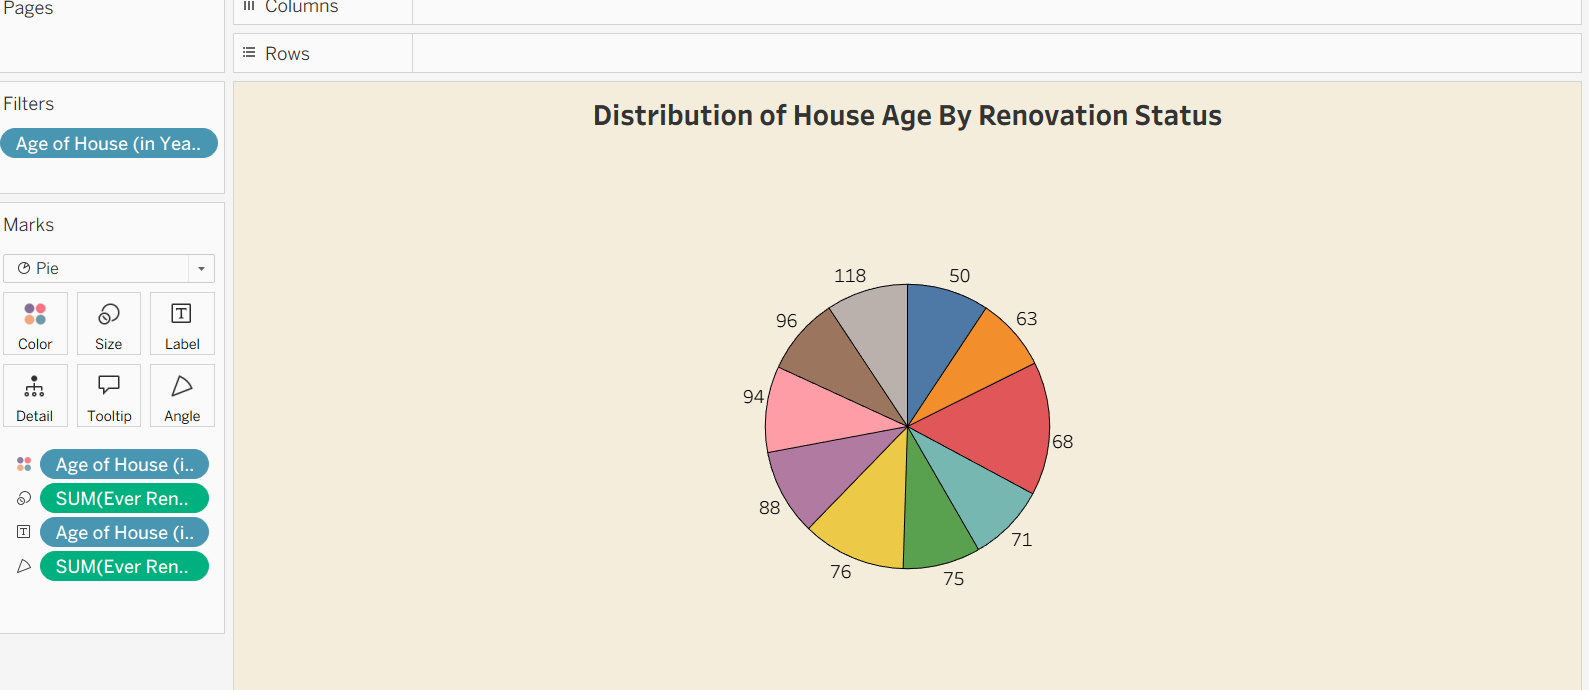 Pages
Columns
Rows
Filters
Age of House (in Yea..
Marks
Pie
Color
Size
Label
Detail
Tooltip
Angle
Age of House (i..
SUM(Ever Ren..
Age of House (i..
SUM(Ever Ren..
Distribution of House Age By Renovation Status
118
50
96
63
94
68
88
71
76
75